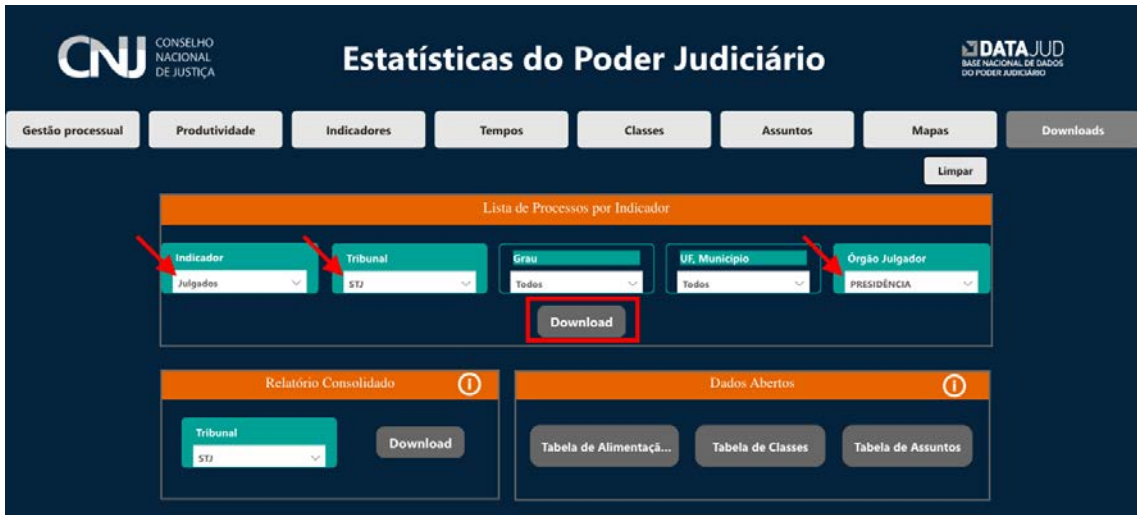 CNJ
CONSELHO
NACIONAL
DE JUSTIÇA
Estatísticas do Poder Judiciário
DATAJUD
BASE NACIONAL DE DADOS
DO PODER JUDICIÁRIO
Gestão processual
Produtividade
Indicadores
Tempos
Classes
Assuntos
Mapas
Downloads
Limpar
Lista de Processos por Indicador
Indicador
Tribunal
Grau
UF, Município
Órgão Julgador
Julgados
STJ
Todos
Todos
PRESIDÊNCIA
Download
Relatório Consolidado
Dados Abertos
Tribunal
STJ
Download
Tabela de Alimentaçã...
Tabela de Classes
Tabela de Assuntos